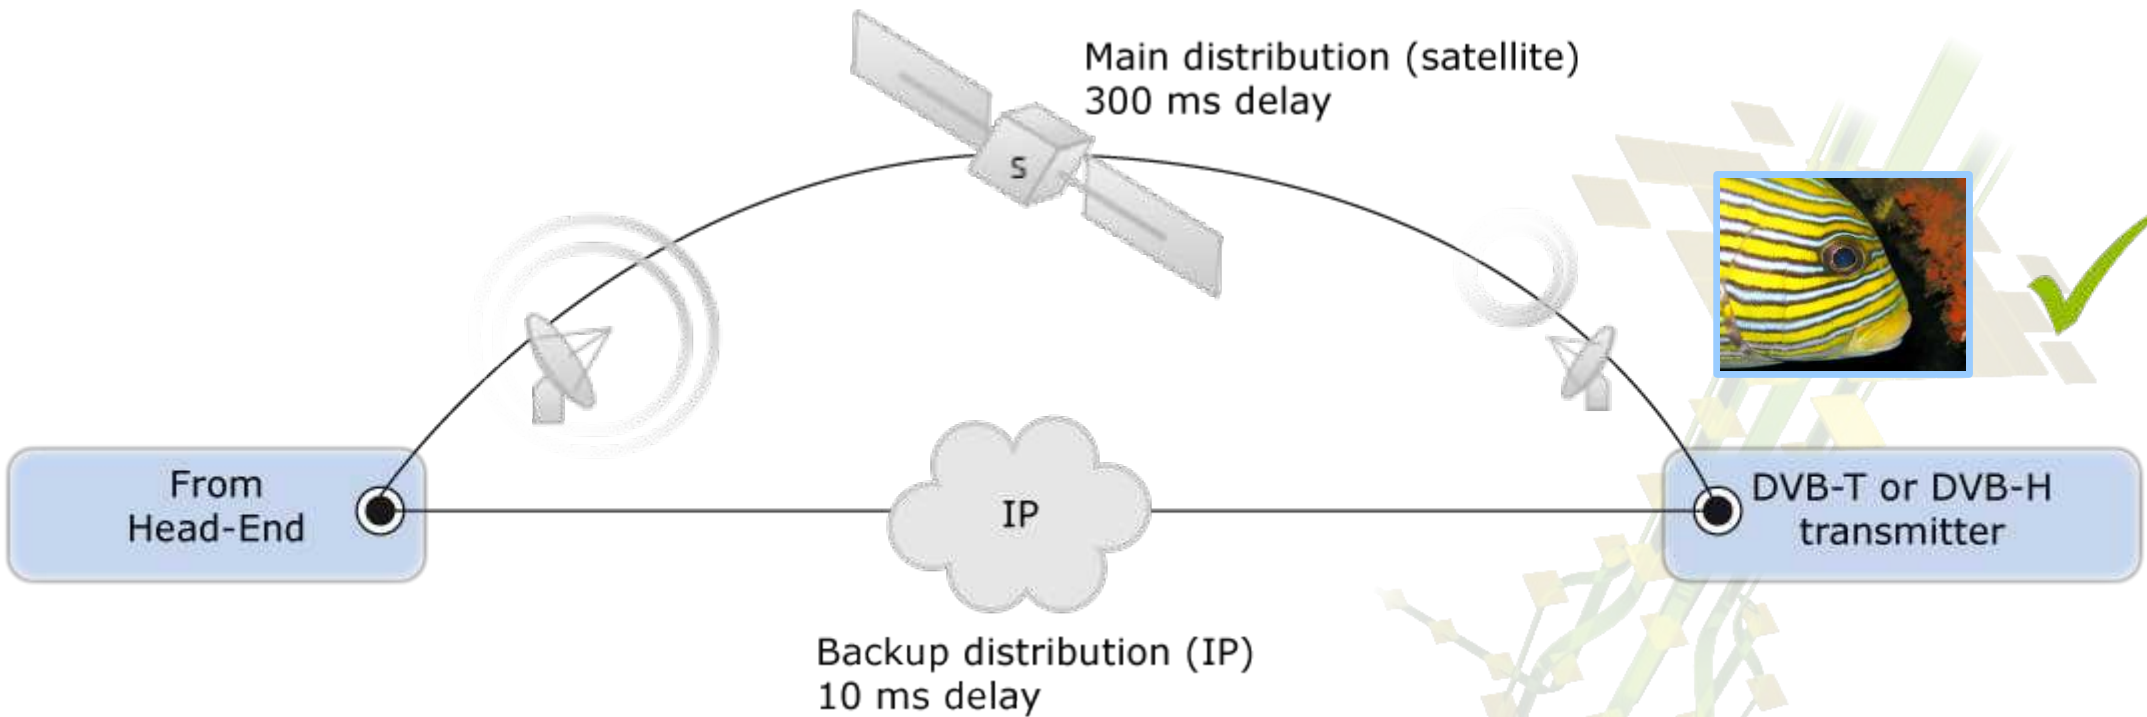 Main distribution (satellite)
300 ms delay
S
From
Head-End
IP
DVB-T or DVB-H
transmitter
Backup distribution (IP)
10 ms delay